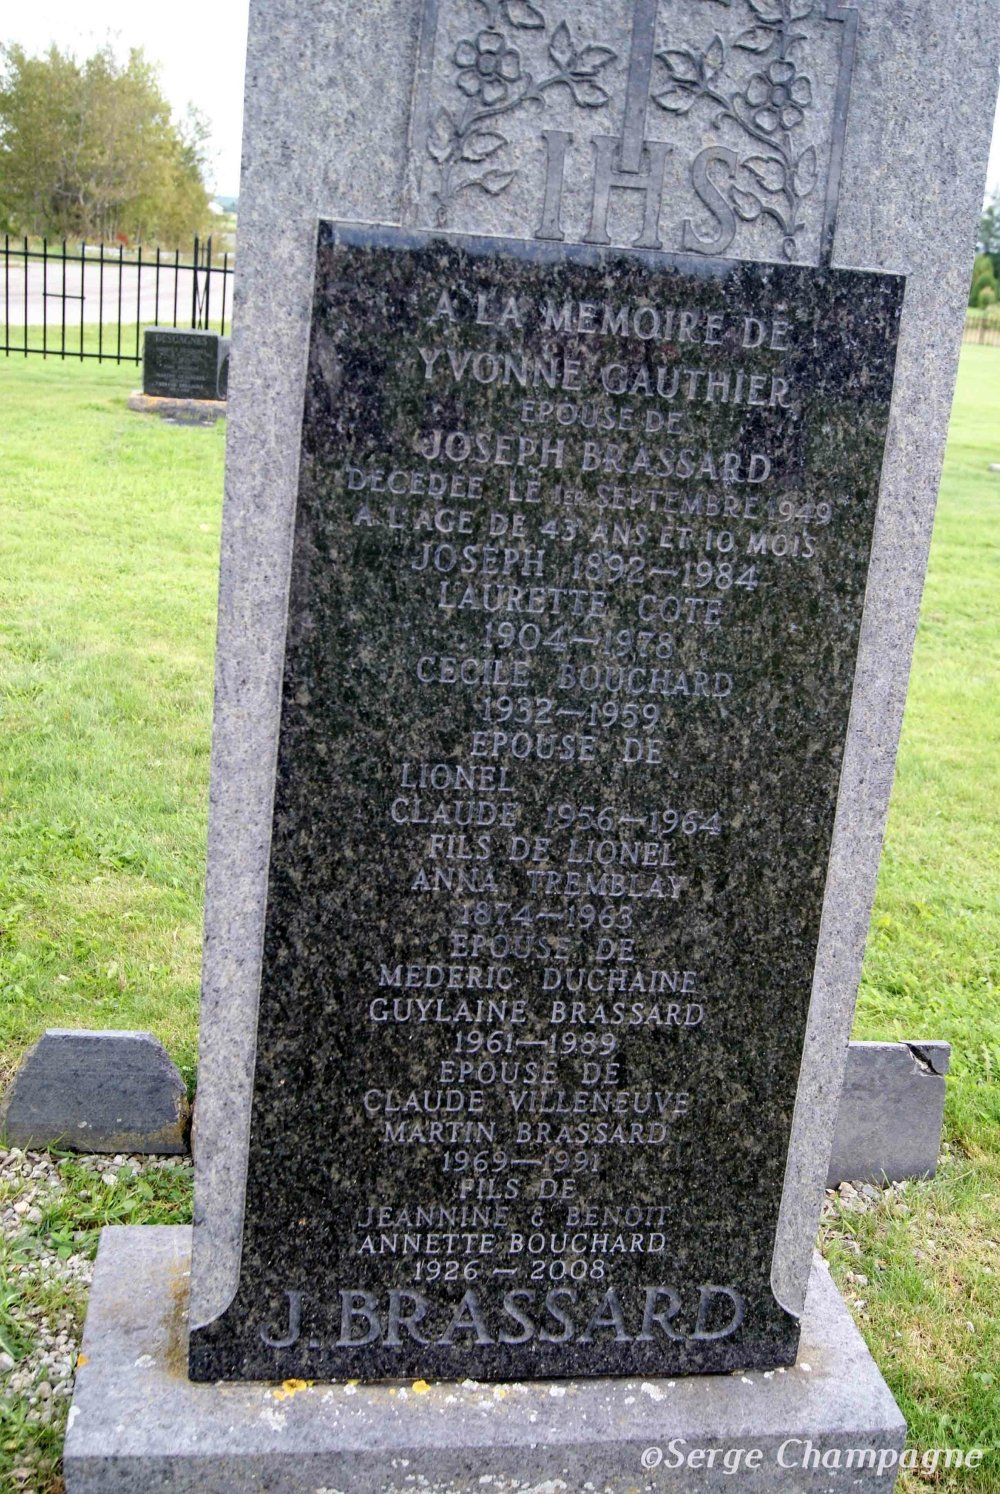 IHS
A LA MEMOIRE DE
YVONNE GAUTHIER
EPOUSE DE
JOSEPH BRASSARD
DECEDEE LE 1ER SEPTEMBRE 1949
A L'AGE DE 43 ANS ET 10 MOIS
JOSEPH 1892-1984
LAURETTE COTE
1904-1978
CECILE BOUCHARD
1932-1959
EPOUSE DE
LIONEL
CLAUDE 1956-1964
FILS DE LIONEL
ANNA TREMBLAY
1874-1963
EPOUSE DE
MEDERIC DUCHAINE
GUYLAINE BRASSARD
1961-1989
EPOUSE DE
CLAUDE VILLENEUVE
MARTIN BRASSARD
1969-1991
FILS DE
JEANNINE & BENOIT
ANNETTE BOUCHARD
1926 - 2008
J. BRASSARD
©Serge Champagne